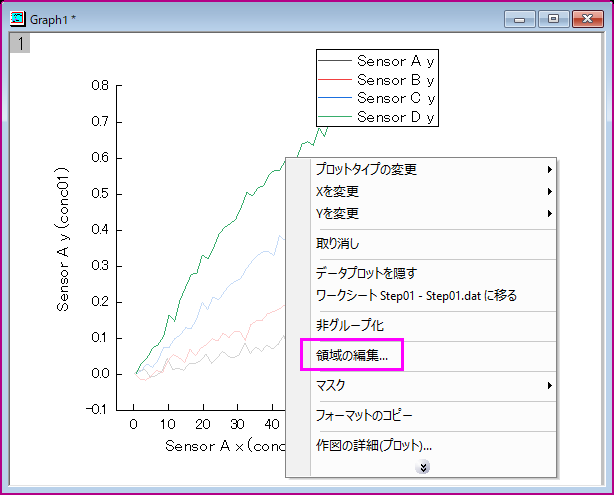 Graph1 *
1
Sensor A y
Sensor B y
Sensor C y
Sensor D y
0.8
0.7
0.6
0.5
0.4
0.3
0.2
0.1
0.0
-0.1
Sensor A y (conc01)
0 10 20 30 40
Sensor A x (conc
プロットタイプの変更
Xを変更
Yを変更
取り消し
データプロットを隠す
ワークシート Step01 - Step01.dat に移る
非グループ化
領域の編集...
マスク
フォーマットのコピー
作図の詳細(プロット)...